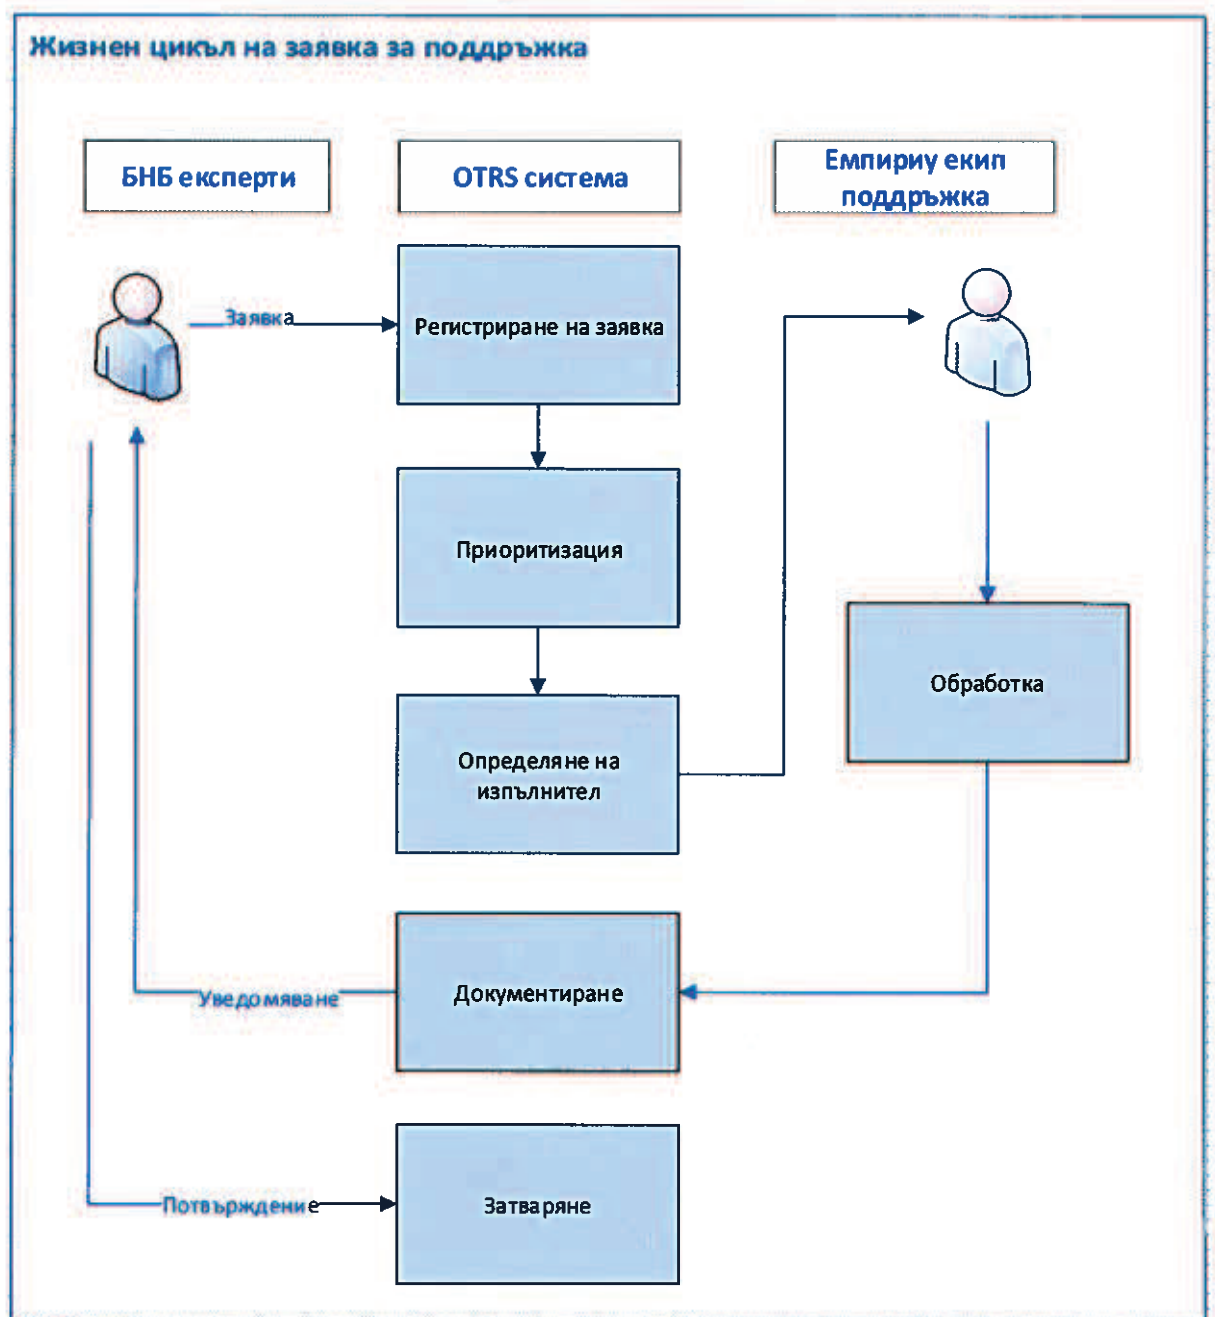 Жизнен цикъл на заявка за поддръжка
БНБ експерти
OTRS система
Емпириу екип
поддръжка
Заявка
Регистриране на заявка
Приоритизация
Обработка
Определяне на
изпълнител
Уведомяване
Документиране
Потвърждение
Затваряне